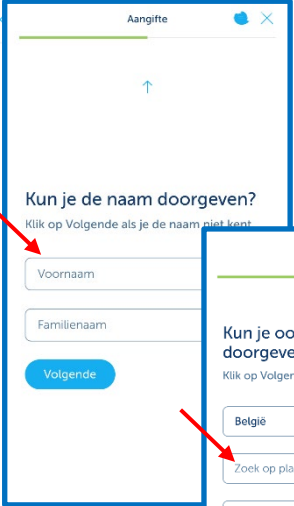 Aangifte
Kun je de naam doorgeven?
Klik op Volgende als je de naam niet kent
Voornaam
Familienaam
Volgende
Kun je oo
doorgeve
Klik op Volgen
België
Zoek op pla